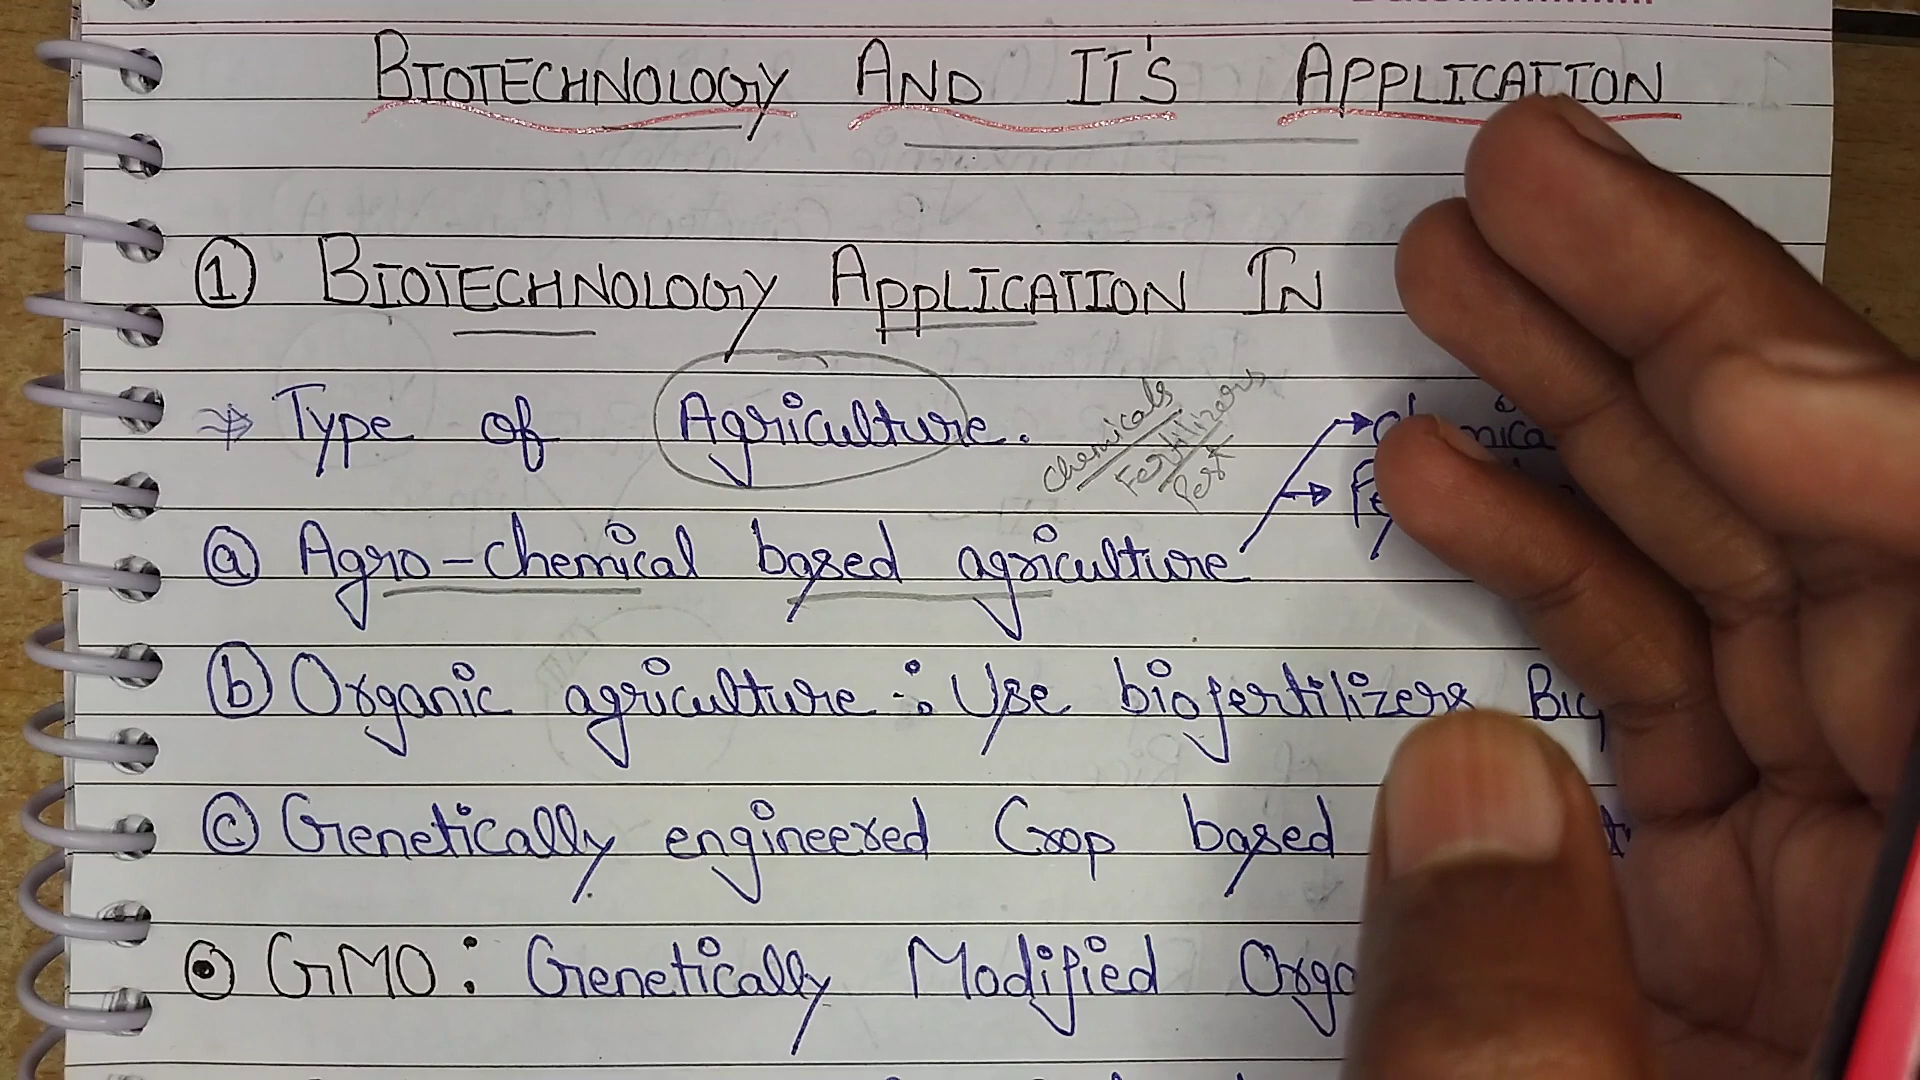 BIOTECHNOLOGY AND IT'S APPLICATION
① BIOTECHNOLOGY APPLICATION IN
⇒ Type of Agriculture.
Chemicals
Fertilizers
ⓐ Agro-chemical based agriculture
ⓑ Organic agriculture : Use biofertilizers
ⓒ Genetically engineered Crop based
⊙ GMO : Genetically Modified